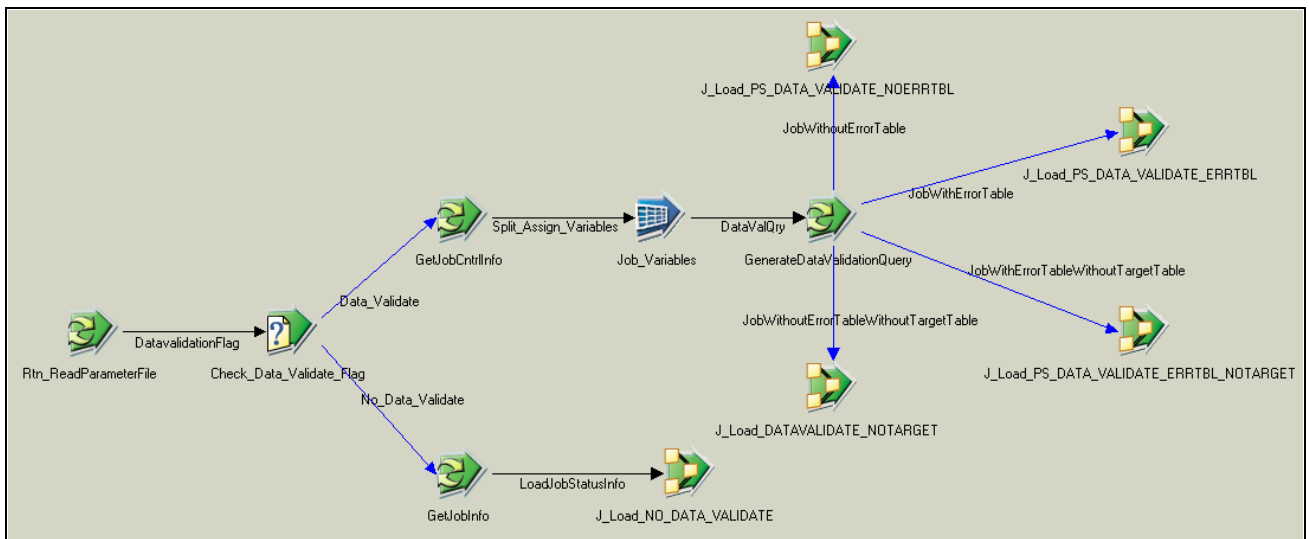 J_Load_PS_DATA_VALIDATE_NOERRTBL
JobWithoutErrorTable
J_Load_PS_DATA_VALIDATE_ERRTBL
JobWithErrorTable
Split_Assign_Variables
DataValQry
GetJobCntrlInfo
Job_Variables
GenerateDataValidationQuery
JobWithErrorTableWithoutTargetTable
Data_Validate
JobWithoutErrorTableWithoutTargetTable
DatavalidationFlag
Rtn_ReadParameterFile
Check_Data_Validate_Flag
J_Load_PS_DATA_VALIDATE_ERRTBL_NOTARGET
No_Data_Validate
J_Load_DATAVALIDATE_NOTARGET
LoadJobStatusInfo
GetJobInfo
J_Load_NO_DATA_VALIDATE